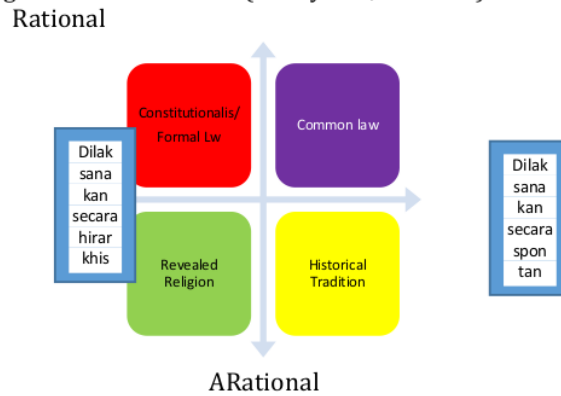 Rational
Constitutionalis/
Formal Lw
Common law
Dilak
sana
kan
secara
hirar
khis
Dilak
sana
kan
secara
spon
tan
Revealed
Religion
Historical
Tradition
ARational